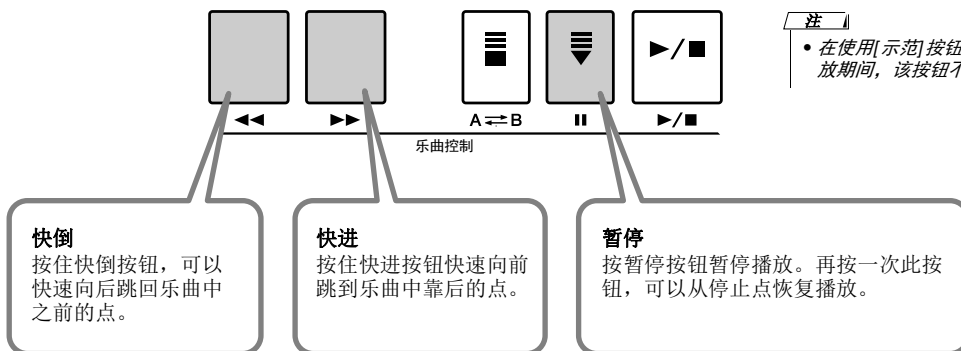 注
• 在使用[示范]按钮
放期间，该按钮不
▶/■
◀◀ ▶▶ A⇄B ⏸ ▶/■
乐曲控制
快倒
按住快倒按钮，可以
快速向后跳回乐曲中
之前的点。
快进
按住快进按钮快速向前
跳到乐曲中靠后的点。
暂停
按暂停按钮暂停播放。再按一次此按
钮，可以从停止点恢复播放。